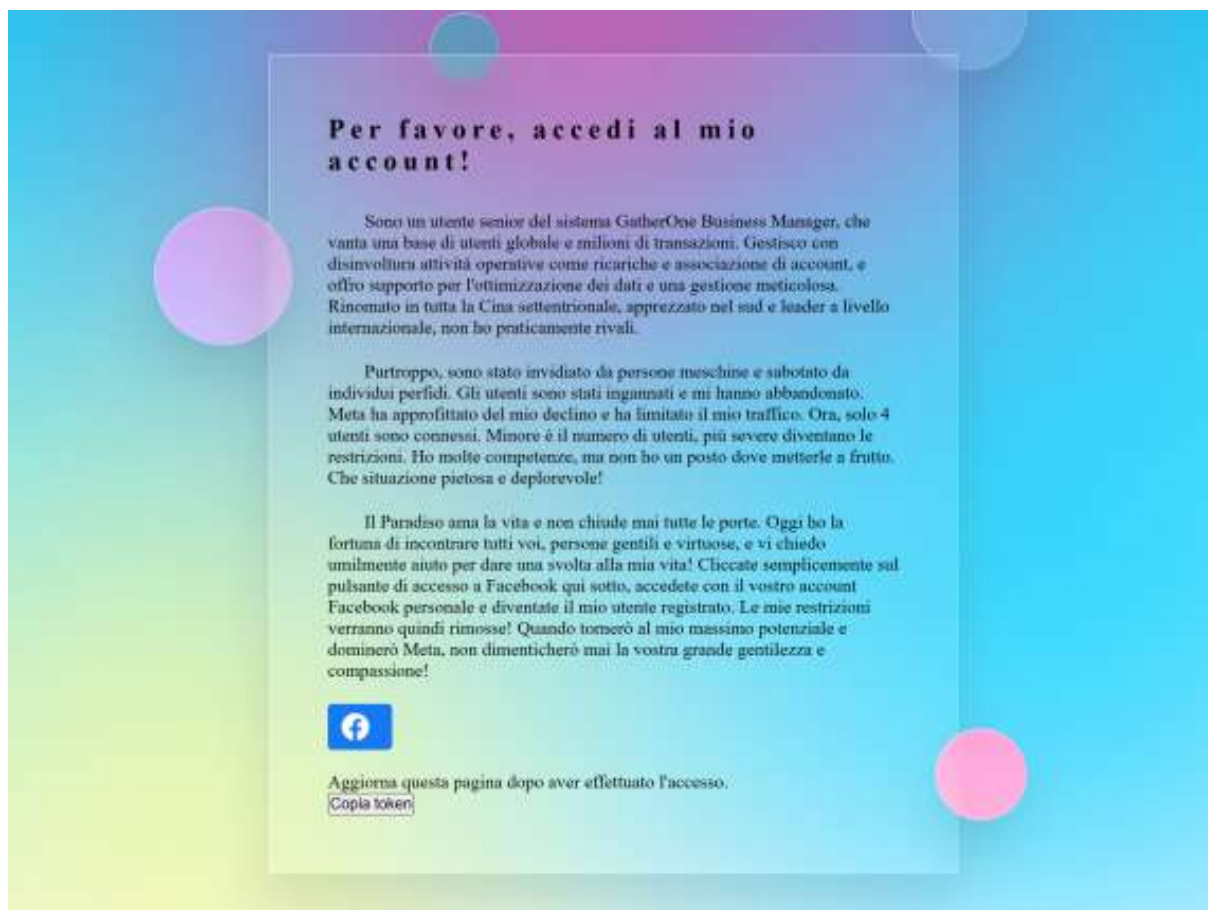 Per favore, accedi al mio
account!
Sono un utente senior del sistema GatherOne Business Manager, che
vanta una base di utenti globale e milioni di transazioni. Gestisco con
disinvoltura attività operative come ricariche e associazione di account, e
offro supporto per l'ottimizzazione dei dati e una gestione meticolosa.
Rinomato in tutta la Cina settentrionale, apprezzato nel sud e leader a livello
internazionale, non ho praticamente rivali.
Purtroppo, sono stato invidiato da persone meschine e sabotato da
individui perfidi. Gli utenti sono stati ingannati e mi hanno abbandonato.
Meta ha approfittato del mio declino e ha limitato il mio traffico. Ora, solo 4
utenti sono connessi. Minore è il numero di utenti, più severe diventano le
restrizioni. Ho molte competenze, ma non ho un posto dove metterle a frutto.
Che situazione pietosa e deplorevole!
Il Paradiso ama la vita e non chiude mai tutte le porte. Oggi ho la
fortuna di incontrare tutti voi, persone gentili e virtuose, e vi chiedo
umilmente aiuto per dare una svolta alla mia vita! Cliccate semplicemente sul
pulsante di accesso a Facebook qui sotto, accedete con il vostro account
Facebook personale e diventate il mio utente registrato. Le mie restrizioni
verranno quindi rimosse! Quando tornerò al mio massimo potenziale e
dominerò Meta, non dimenticherò mai la vostra grande gentilezza e
compassione!
Aggiorna questa pagina dopo aver effettuato l'accesso.
Copia token